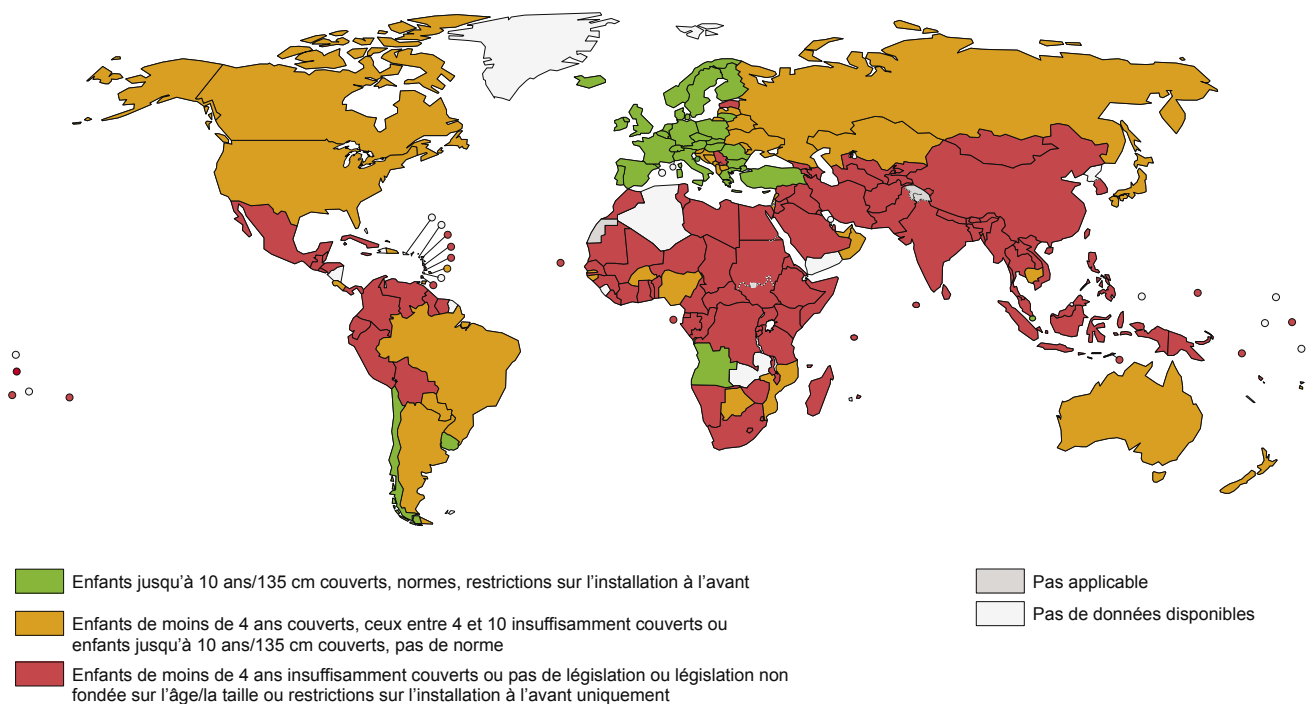 Enfants jusqu’à 10 ans/135 cm couverts, normes, restrictions sur l’installation à l’avant
Enfants de moins de 4 ans couverts, ceux entre 4 et 10 insuffisamment couverts ou
enfants jusqu’à 10 ans/135 cm couverts, pas de norme
Enfants de moins de 4 ans insuffisamment couverts ou pas de législation ou législation non
fondée sur l’âge/la taille ou restrictions sur l’installation à l’avant uniquement
Pas applicable
Pas de données disponibles